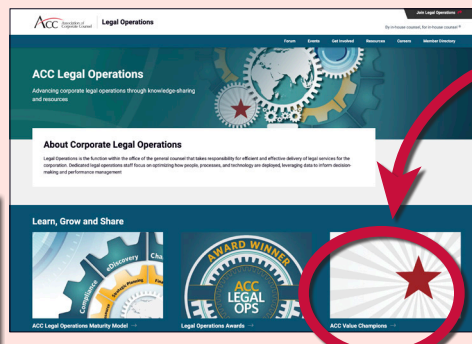 Join Legal Operations
ACC Association of
Corporate Counsel
Legal Operations
By in-house counsel, for in-house counsel.®
Forum Events Get Involved Resources Careers Member Directory
ACC Legal Operations
Advancing corporate legal operations through knowledge-sharing
and resources
About Corporate Legal Operations
Legal Operations is the function within the office of the general counsel that takes responsibility for efficient and effective delivery of legal services for the
corporation. Dedicated legal operations staff focus on optimizing how people, processes, and technology are deployed, leveraging data to inform decision-
making and performance management
Learn, Grow and Share
Compliance
eDiscovery
Cha
Strategic Planning
AWARD WINNER
ACC
LEGAL
OPS
ACC Legal Operations Maturity Model →
Legal Operations Awards →
ACC Value Champions →